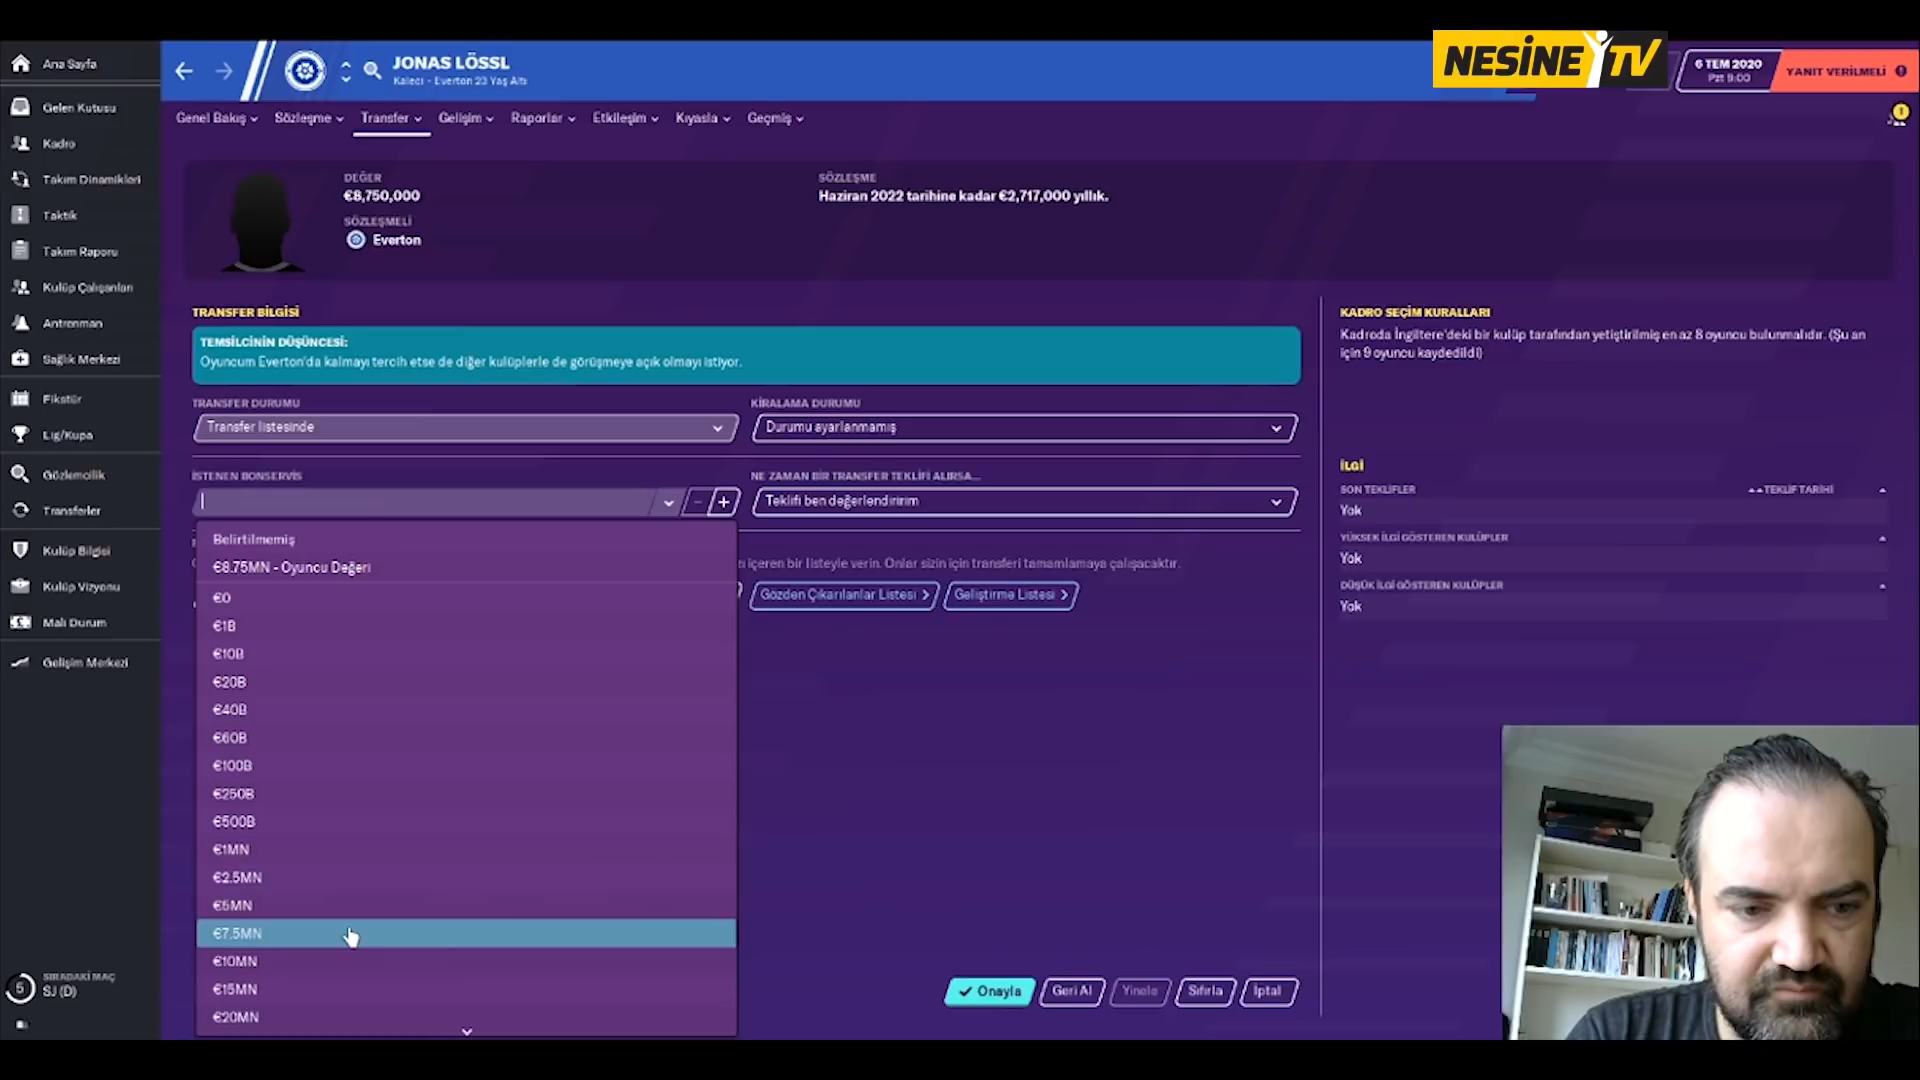 Ana Sayfa
Gelen Kutusu
Kadro
Takım Dinamikleri
Taktik
Takım Raporu
Kulüp Çalışanları
Antrenman
Sağlık Merkezi
Fikstür
Lig/Kupa
Gözlemcilik
Transferler
Kulüp Bilgisi
Kulüp Vizyonu
Mali Durum
Gelişim Merkezi
5
SIRADAKİ MAÇ
SJ (D)
JONAS LÖSSL
Kaleci - Everton 23 Yaş Altı
NESİNE TV
6 TEM 2020
Pzt 9:00
YANIT VERİLMELİ
Genel Bakış
Sözleşme
Transfer
Gelişim
Raporlar
Etkileşim
Kıyasla
Geçmiş
DEĞER
€8,750,000
SÖZLEŞMELİ
Everton
SÖZLEŞME
Haziran 2022 tarihine kadar €2,717,000 yıllık.
TRANSFER BİLGİSİ
TEMSİLCİNİN DÜŞÜNCESİ:
Oyuncum Everton'da kalmayı tercih etse de diğer kulüplerle de görüşmeye açık olmayı istiyor.
TRANSFER DURUMU
Transfer listesinde
KİRALAMA DURUMU
Durumu ayarlanmamış
İSTENEN BONSERVİS
NE ZAMAN BİR TRANSFER TEKLİFİ ALIRSA...
Teklifi ben değerlendiririm
Belirtilmemiş
€8.75MN - Oyuncu Değeri
€0
€1B
€10B
€20B
€40B
€60B
€100B
€250B
€500B
€1MN
€2.5MN
€5MN
€7.5MN
€10MN
€15MN
€20MN
içeren bir listeyle verin. Onlar sizin için transferi tamamlamaya çalışacaktır.
Gözden Çıkarılanlar Listesi
Geliştirme Listesi
Onayla
Geri Al
Yinele
Sıfırla
İptal
KADRO SEÇİM KURALLARI
Kadroda İngiltere'deki bir kulüp tarafından yetiştirilmiş en az 8 oyuncu bulunmalıdır. (Şu an
için 9 oyuncu kaydedildi)
İLGİ
SON TEKLİFLER
TEKLİF TARİHİ
Yok
YÜKSEK İLGİ GÖSTEREN KULÜPLER
Yok
DÜŞÜK İLGİ GÖSTEREN KULÜPLER
Yok